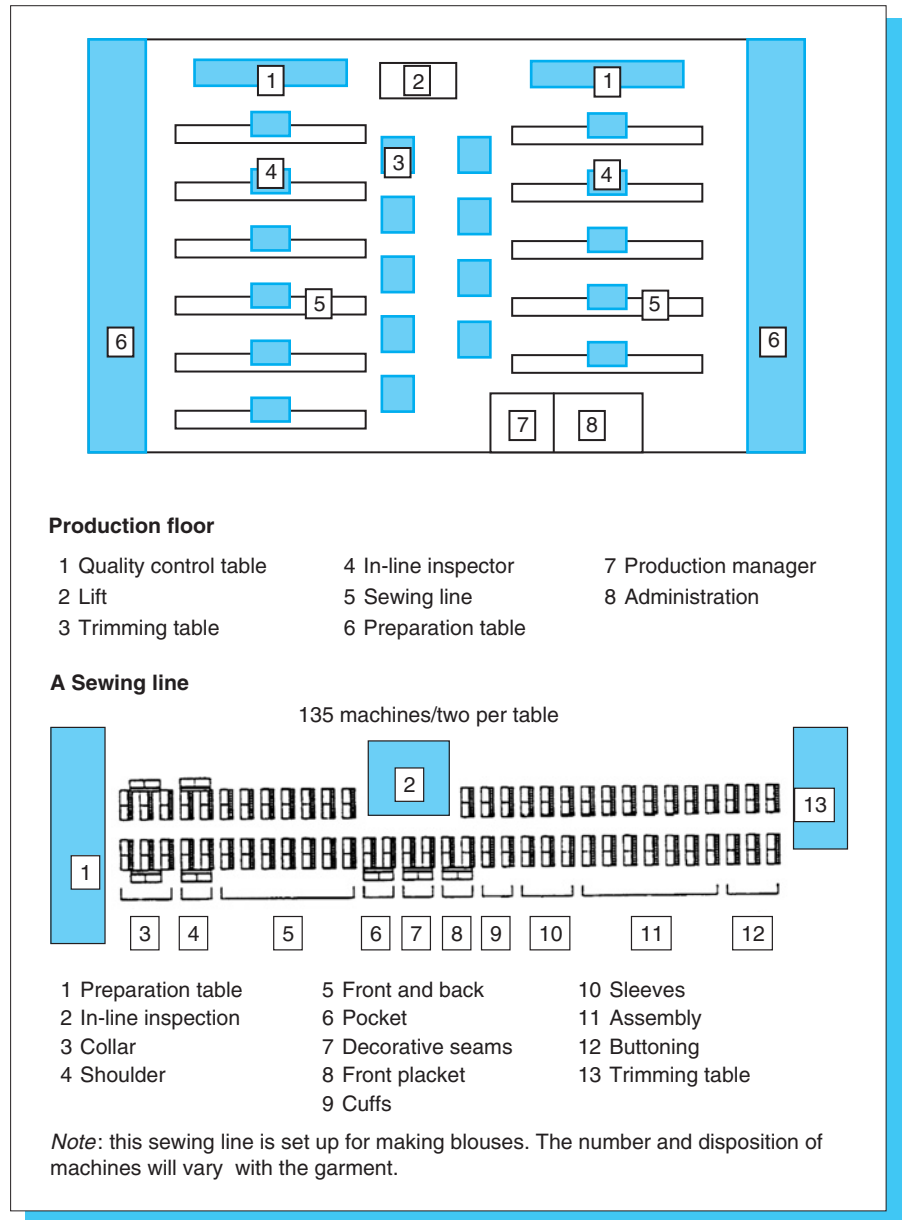 1
2
1
4
3
4
5
5
6
6
7
8
Production floor
1 Quality control table
2 Lift
3 Trimming table
4 In-line inspector
5 Sewing line
6 Preparation table
7 Production manager
8 Administration
A Sewing line
135 machines/two per table
2
13
1
3
4
5
6
7
8
9
10
11
12
1 Preparation table
2 In-line inspection
3 Collar
4 Shoulder
5 Front and back
6 Pocket
7 Decorative seams
8 Front placket
9 Cuffs
10 Sleeves
11 Assembly
12 Buttoning
13 Trimming table
Note: this sewing line is set up for making blouses. The number and disposition of
machines will vary with the garment.